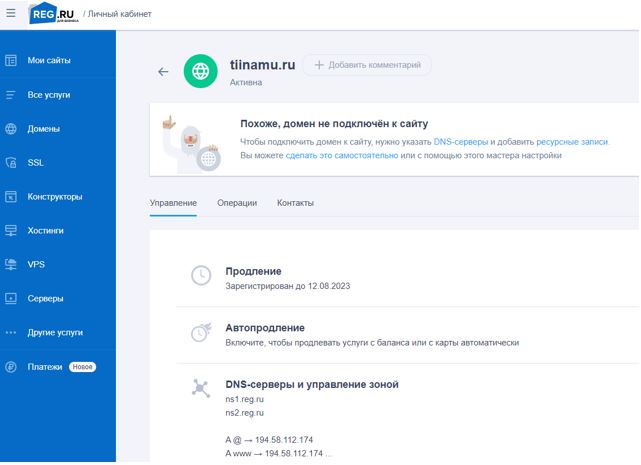 REG.RU
ДЛЯ БИЗНЕСА
/ Личный кабинет
Мои сайты
Все услуги
Домены
SSL
Конструкторы
Хостинги
VPS
Серверы
Другие услуги
Платежи Новое
tiinamu.ru
Добавить комментарий
Активна
Похоже, домен не подключён к сайту
Чтобы подключить домен к сайту, нужно указать DNS-серверы и добавить ресурсные записи.
Вы можете сделать это самостоятельно или с помощью этого мастера настройки
Управление Операции Контакты
Продление
Зарегистрирован до 12.08.2023
Автопродление
Включите, чтобы продлевать услуги с баланса или с карты автоматически
DNS-серверы и управление зоной
ns1.reg.ru
ns2.reg.ru
A @ → 194.58.112.174
A www → 194.58.112.174 ...